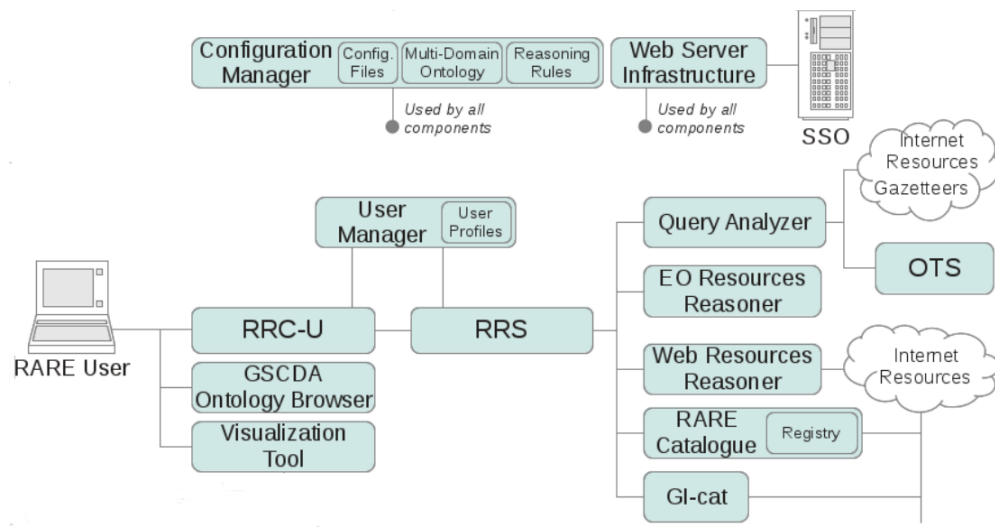 Configuration
Manager
Config.
Files
Multi-Domain
Ontology
Reasoning
Rules
Web Server
Infrastructure
Used by all
components
Used by all
components
SSO
Internet
Resources
Gazetteers
User
Manager
User
Profiles
Query Analyzer
OTS
EO Resources
Reasoner
RARE User
RRC-U
RRS
Web Resources
Reasoner
Internet
Resources
GSCDA
Ontology Browser
RARE
Catalogue
Registry
Visualization
Tool
GI-cat